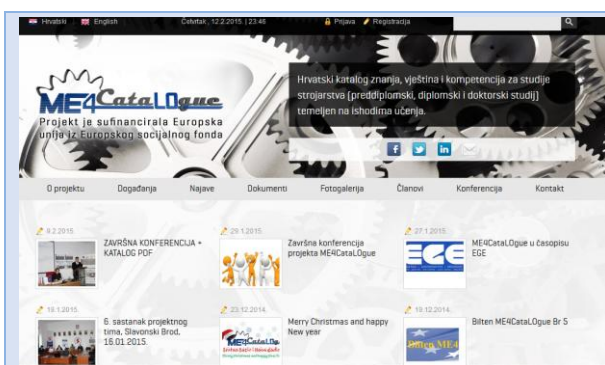 Hrvatski English Četvrtak, 12.2.2015. | 23:46 Prijava Registracija
ME4CataLOgue
Projekt je sufinancirala Europska
unija iz Europskog socijalnog fonda
Hrvatski katalog znanja, vještina i kompetencija za studije
strojarstva (preddiplomski, diplomski i doktorski studij)
temeljen na ishodima učenja.
O projektu Događanja Najave Dokumenti Fotogalerija Članovi Konferencija Kontakt
9.2.2015.
ZAVRŠNA KONFERENCIJA +
KATALOG PDF
29.1.2015.
Završna konferencija
projekta ME4CataLOgue
27.1.2015.
EGE
ME4CataLOgue u časopisu
EGE
19.1.2015.
6. sastanak projektnog
tima, Slavonski Brod,
16.01.2015.
23.12.2014.
ME4CataLOg
Merry Christmas and happy
New year
19.12.2014.
Bilten ME4
Bilten ME4CataLOgue Br 5